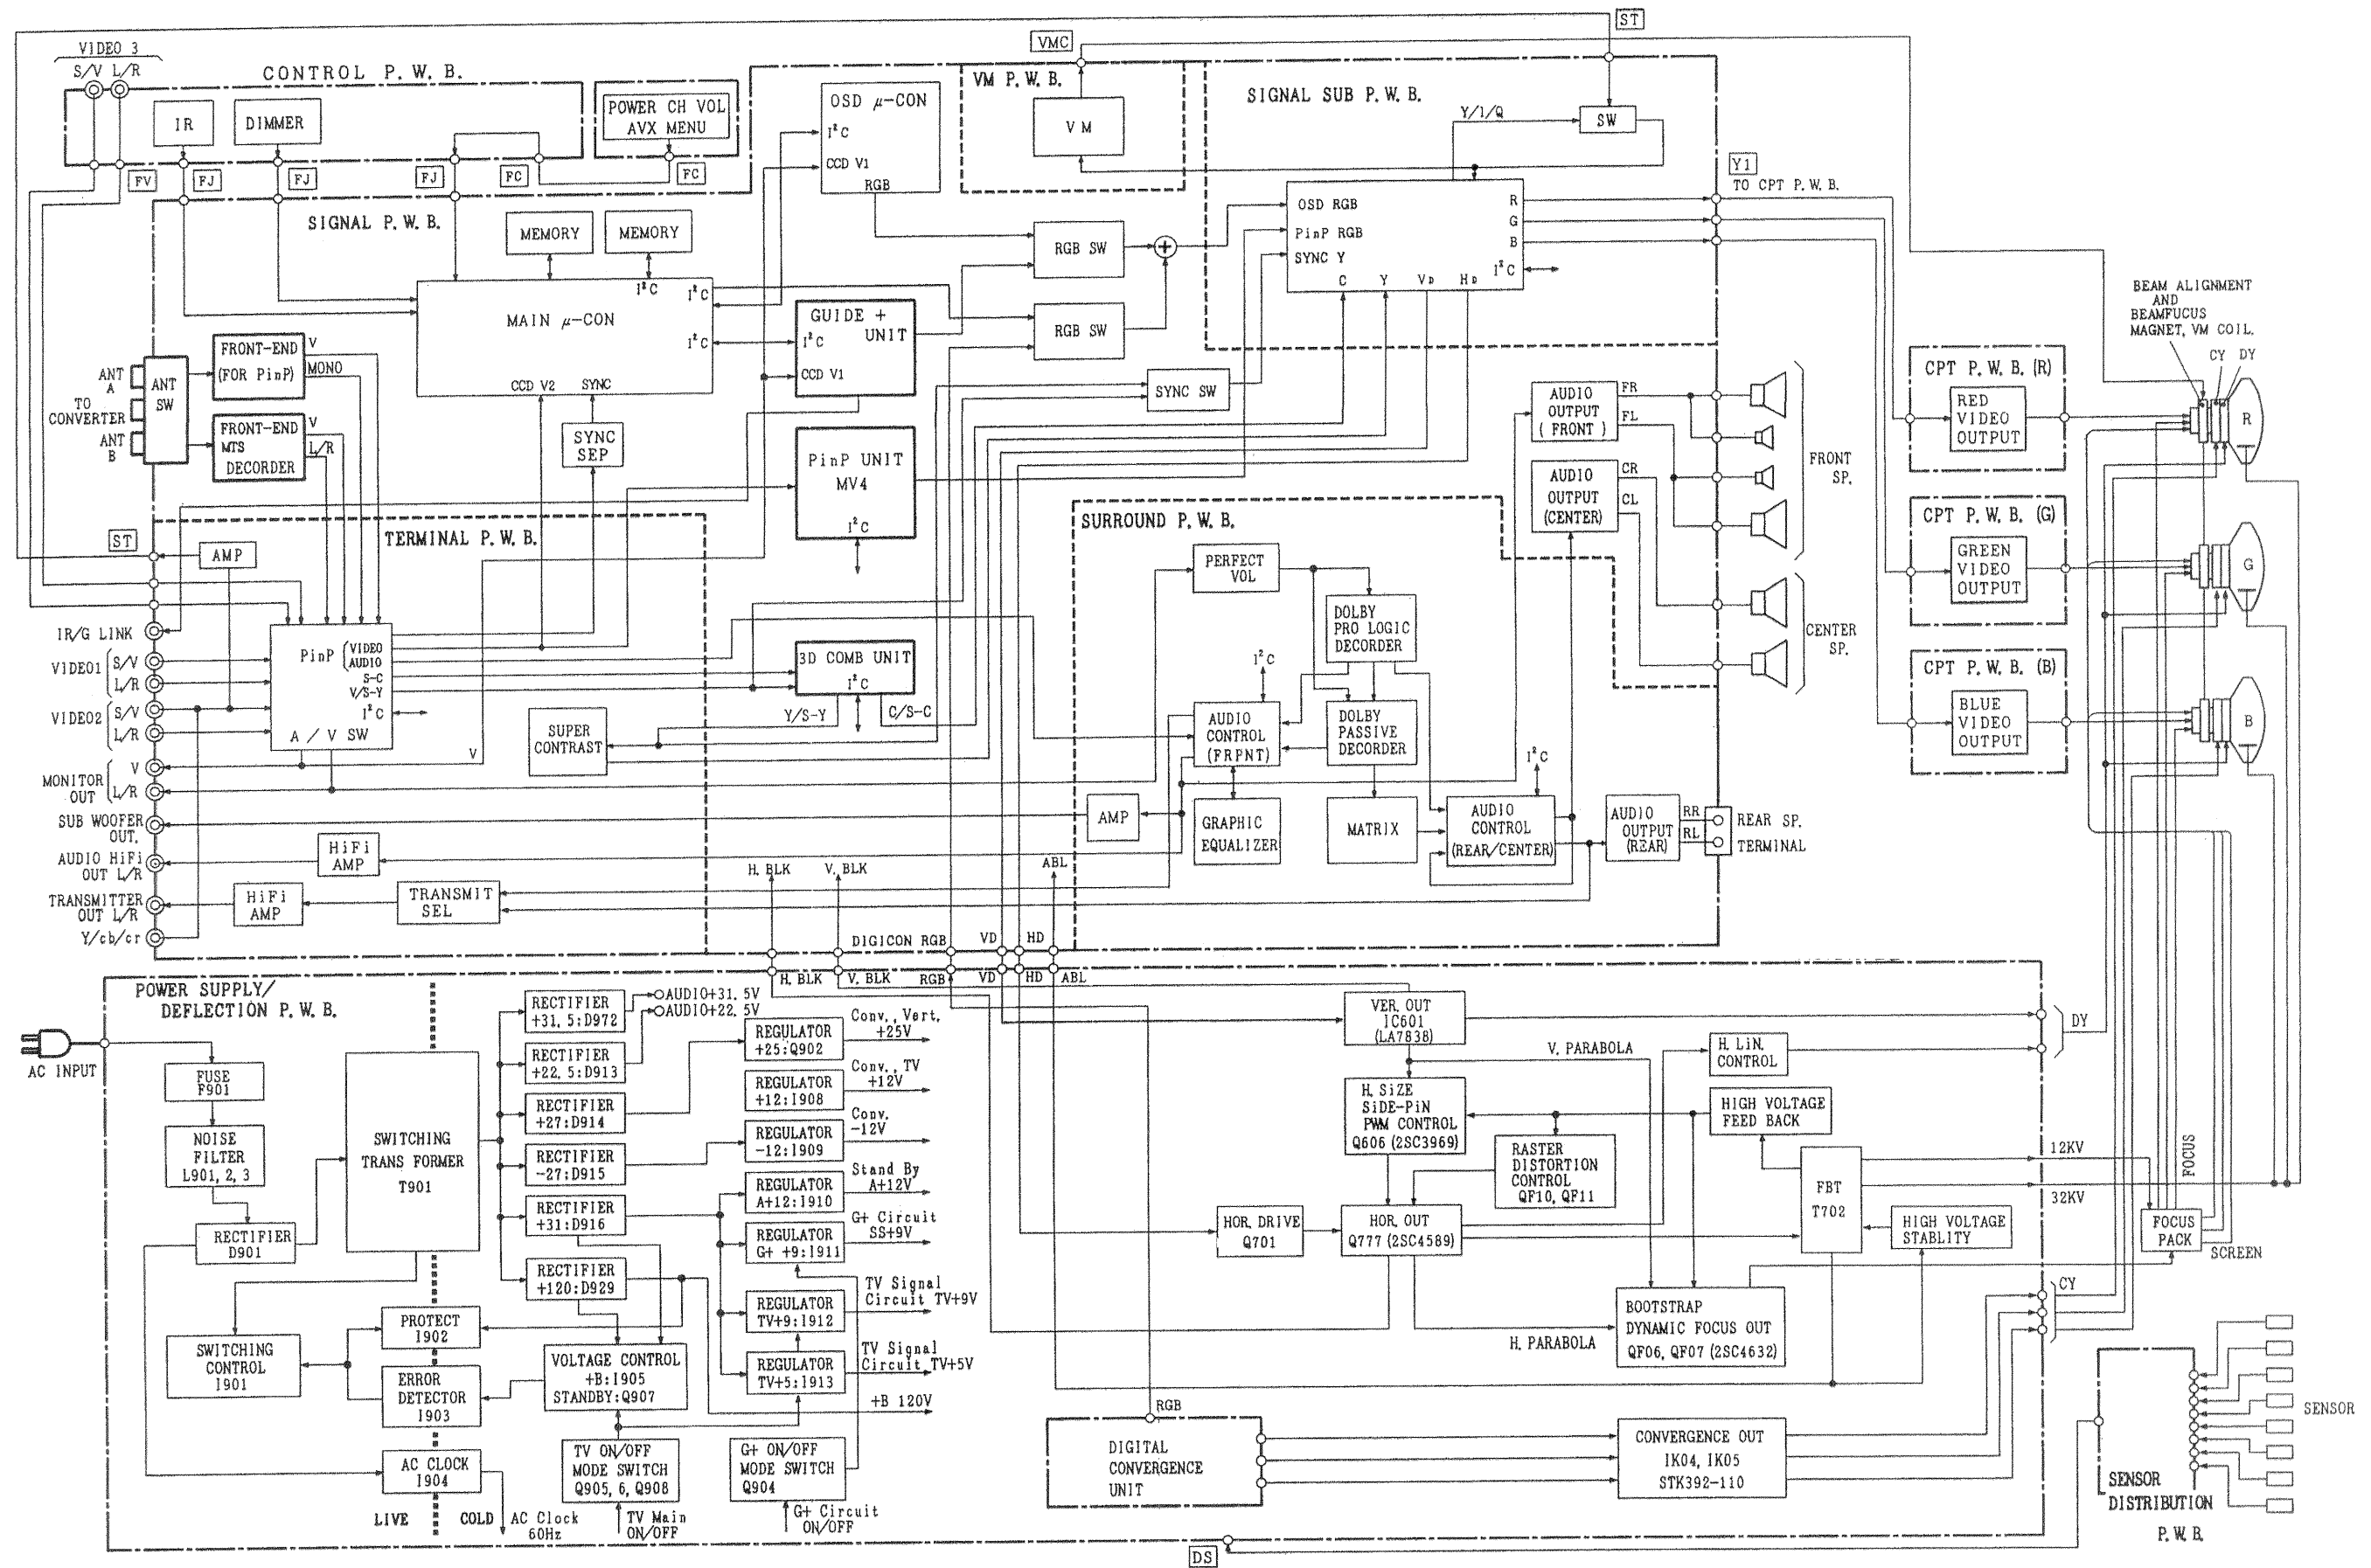 ST
VMC
VIDEO 3
S/V L/R
CONTROL P. W. B.
IR
DIMMER
POWER CH VOL
AVX MENU
FV
FJ
FJ
FJ
FC
FC
OSD μ-CON
I²C
CCD V1
RGB
VM P. W. B.
VM
SIGNAL SUB P. W. B.
Y/I/Q
SW
Y1
TO CPT P. W. B.
SIGNAL P. W. B.
MEMORY
MEMORY
I²C
I²C
MAIN μ-CON
I²C
CCD V2
SYNC
GUIDE +
UNIT
I²C
CCD V1
RGB SW
RGB SW
SYNC SW
OSD RGB
PinP RGB
SYNC Y
R
G
B
I²C
C
Y
VD
HD
ANT
A
TO
CONVERTER
ANT
B
ANT
SW
FRONT-END
(FOR PinP)
V
MONO
FRONT-END
MTS
DECORDER
V
L/R
SYNC
SEP
PinP UNIT
MV4
I²C
AUDIO
OUTPUT
( FRONT )
FR
FL
AUDIO
OUTPUT
(CENTER)
CR
CL
FRONT
SP.
CENTER
SP.
BEAM ALIGNMENT
AND
BEAMFUCUS
MAGNET, VM COIL.
CY DY
CPT P. W. B. (R)
RED
VIDEO
OUTPUT
R
CPT P. W. B. (G)
GREEN
VIDEO
OUTPUT
G
CPT P. W. B. (B)
BLUE
VIDEO
OUTPUT
B
ST
TERMINAL P. W. B.
AMP
IR/G LINK
VIDEO1
S/V
L/R
VIDEO2
S/V
L/R
MONITOR
OUT
V
L/R
SUB WOOFER
OUT.
AUDIO HiFi
OUT L/R
TRANSMITTER
OUT L/R
Y/cb/cr
PinP
VIDEO
AUDIO
S-C
V/S-Y
I²C
A / V SW
V
HiFi
AMP
HiFi
AMP
TRANSMIT
SEL
3D COMB UNIT
I²C
Y/S-Y
C/S-C
SUPER
CONTRAST
SURROUND P. W. B.
PERFECT
VOL
DOLBY
PRO LOGIC
DECORDER
I²C
AUDIO
CONTROL
(FRPNT)
DOLBY
PASSIVE
DECORDER
AMP
GRAPHIC
EQUALIZER
MATRIX
I²C
AUDIO
CONTROL
(REAR/CENTER)
AUDIO
OUTPUT
(REAR)
RR
RL
REAR SP.
TERMINAL
H. BLK
V. BLK
ABL
DIGICON RGB
VD
HD
H. BLK
V. BLK
RGB
VD
HD
ABL
POWER SUPPLY/
DEFLECTION P. W. B.
AC INPUT
FUSE
F901
NOISE
FILTER
L901, 2, 3
RECTIFIER
D901
SWITCHING
TRANS FORMER
T901
SWITCHING
CONTROL
I901
PROTECT
I902
ERROR
DETECTOR
I903
AC CLOCK
I904
LIVE
COLD
AC Clock
60Hz
RECTIFIER
+31. 5:D972
RECTIFIER
+22. 5:D913
RECTIFIER
+27:D914
RECTIFIER
-27:D915
RECTIFIER
+31:D916
RECTIFIER
+120:D929
AUDIO+31. 5V
AUDIO+22. 5V
VOLTAGE CONTROL
+B:I905
STANDBY:Q907
TV ON/OFF
MODE SWITCH
Q905, 6, Q908
TV Main
ON/OFF
REGULATOR
+25:Q902
Conv., Vert.
+25V
REGULATOR
+12:I908
Conv., TV
+12V
REGULATOR
-12:I909
Conv.
-12V
REGULATOR
A+12:I910
Stand By
A+12V
REGULATOR
G+ +9:I911
G+ Circuit
SS+9V
REGULATOR
TV+9:I912
TV Signal
Circuit TV+9V
REGULATOR
TV+5:I913
TV Signal
Circuit TV+5V
+B 120V
G+ ON/OFF
MODE SWITCH
Q904
G+ Circuit
ON/OFF
VER. OUT
IC601
(LA7838)
V. PARABOLA
H. LiN.
CONTROL
H. SiZE
SiDE-PiN
PWM CONTROL
Q606 (2SC3969)
HIGH VOLTAGE
FEED BACK
RASTER
DISTORTION
CONTROL
QF10, QF11
HOR. DRIVE
Q701
HOR. OUT
Q777 (2SC4589)
FBT
T702
HIGH VOLTAGE
STABLITY
BOOTSTRAP
DYNAMIC FOCUS OUT
QF06, QF07 (2SC4632)
H. PARABOLA
DY
12KV
32KV
FOCUS
FOCUS
PACK
SCREEN
CY
RGB
DIGITAL
CONVERGENCE
UNIT
CONVERGENCE OUT
IK04, IK05
STK392-110
SENSOR
SENSOR
DISTRIBUTION
P. W. B.
DS